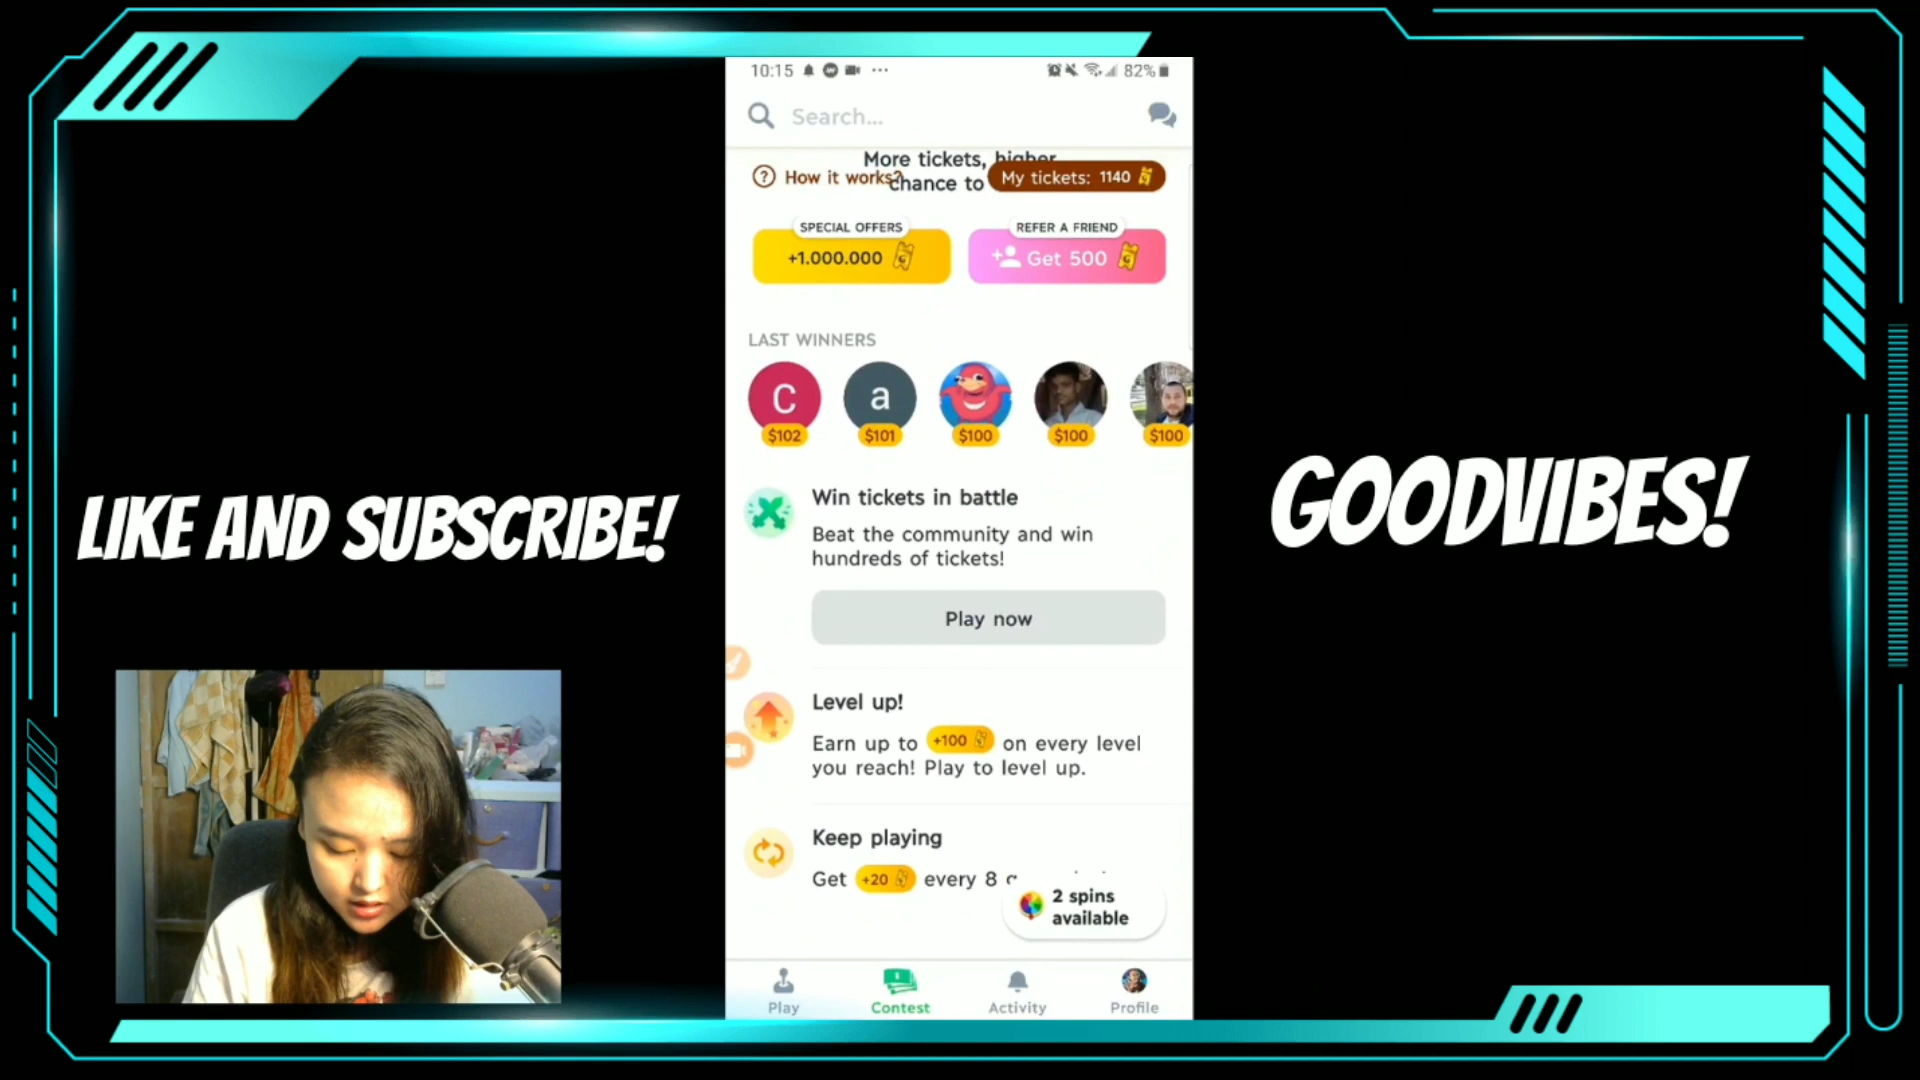 10:15
82%
Search...
More tickets, higher
chance to
How it works?
My tickets: 1140
SPECIAL OFFERS
+1.000.000
REFER A FRIEND
Get 500
LAST WINNERS
C
a
$102
$101
$100
$100
$100
LIKE AND SUBSCRIBE!
GOODVIBES!
Win tickets in battle
Beat the community and win
hundreds of tickets!
Play now
Level up!
Earn up to +100 on every level
you reach! Play to level up.
Keep playing
Get +20 every 8
2 spins
available
Play
Contest
Activity
Profile